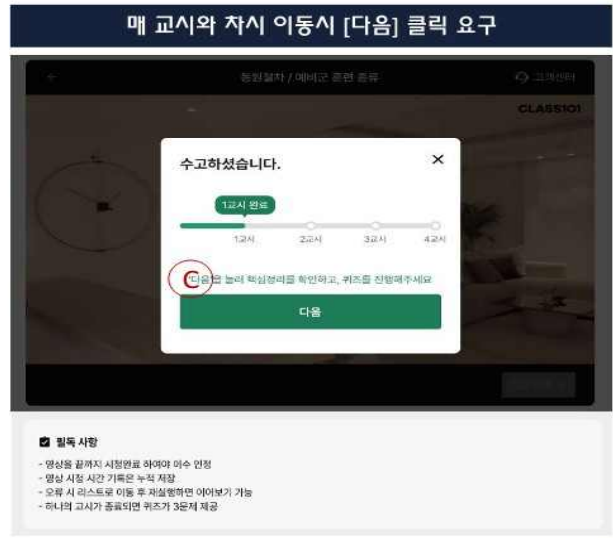 매 교시와 차시 이동시 [다음] 클릭 요구
동원절차 / 예비군 훈련 종류
고객센터
CLASS101
수고하셨습니다.
1교시 완료
1교시 2교시 3교시 4교시
C
'다음'을 눌러 핵심정리를 확인하고, 퀴즈를 진행해주세요
다음
필독 사항
- 영상을 끝까지 시청완료 하여야 이수 인정
- 영상 시청 시간 기록은 누적 저장
- 오류 시 리스트로 이동 후 재실행하면 이어보기 가능
- 하나의 교시가 종료되면 퀴즈가 3문제 제공